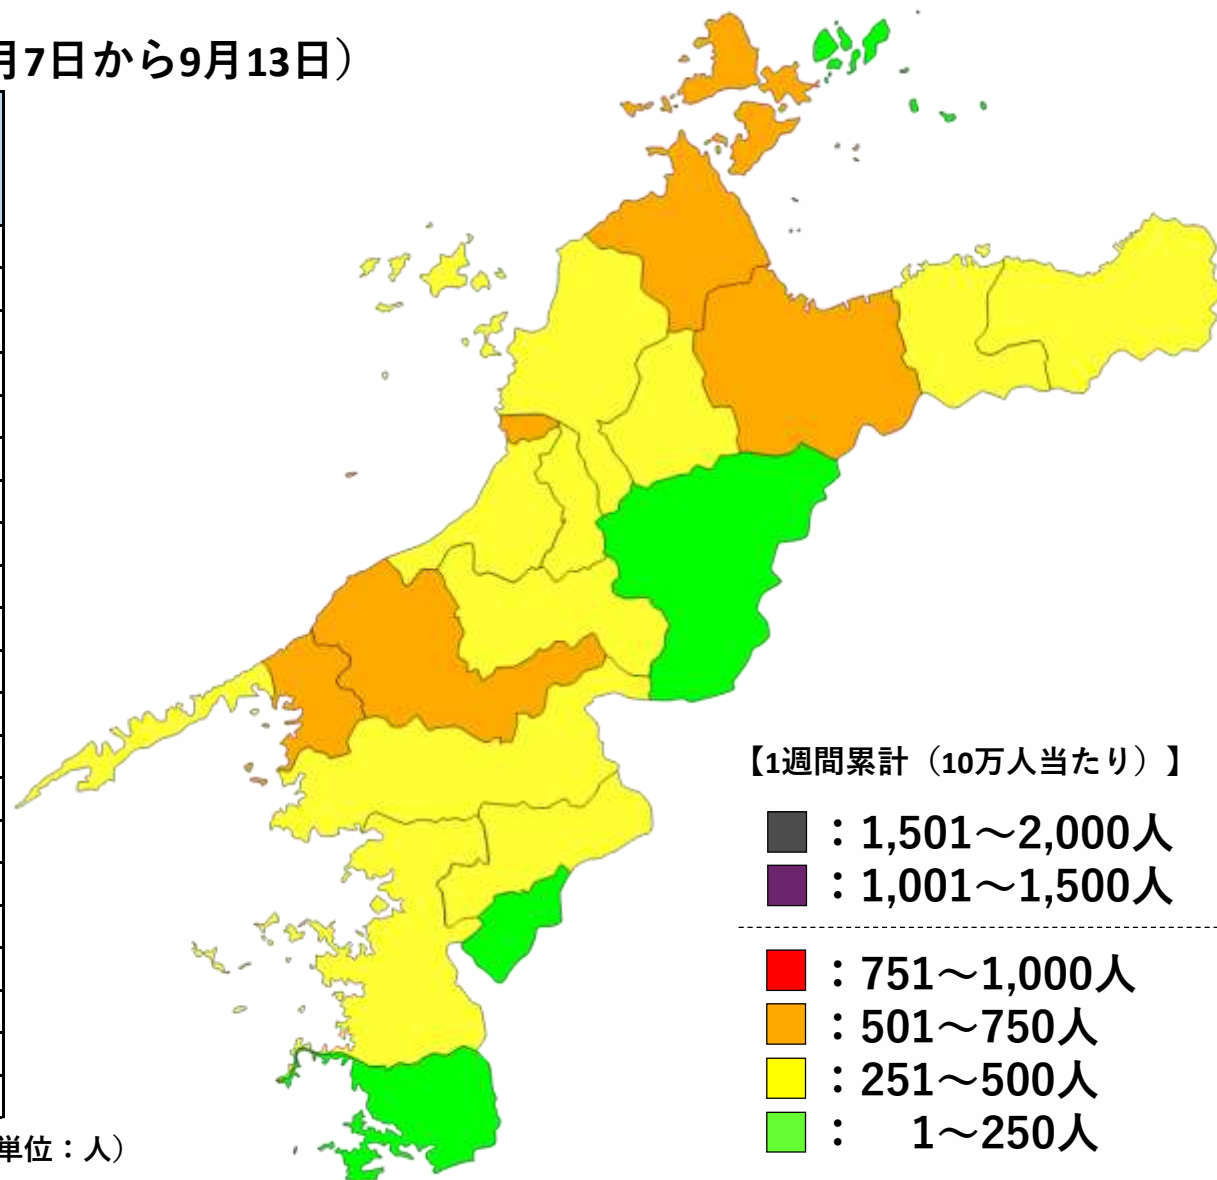 月7日から9月13日）
【1週間累計（10万人当たり）】
：1,501～2,000人
：1,001～1,500人
：751～1,000人
：501～750人
：251～500人
：　1～250人
単位：人）